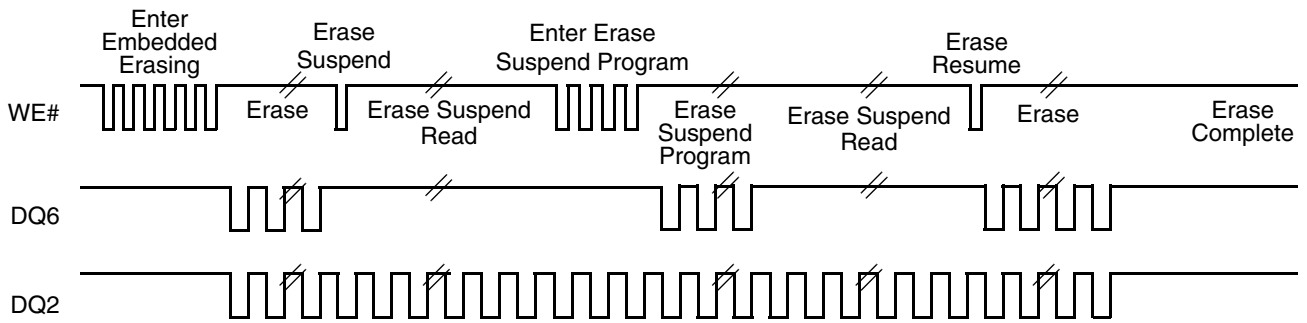 Enter
Embedded
Erasing
Erase
Suspend
Enter Erase
Suspend Program
Erase
Resume
WE#
Erase
Erase Suspend
Read
Erase
Suspend
Program
Erase Suspend
Read
Erase
Erase
Complete
DQ6
DQ2